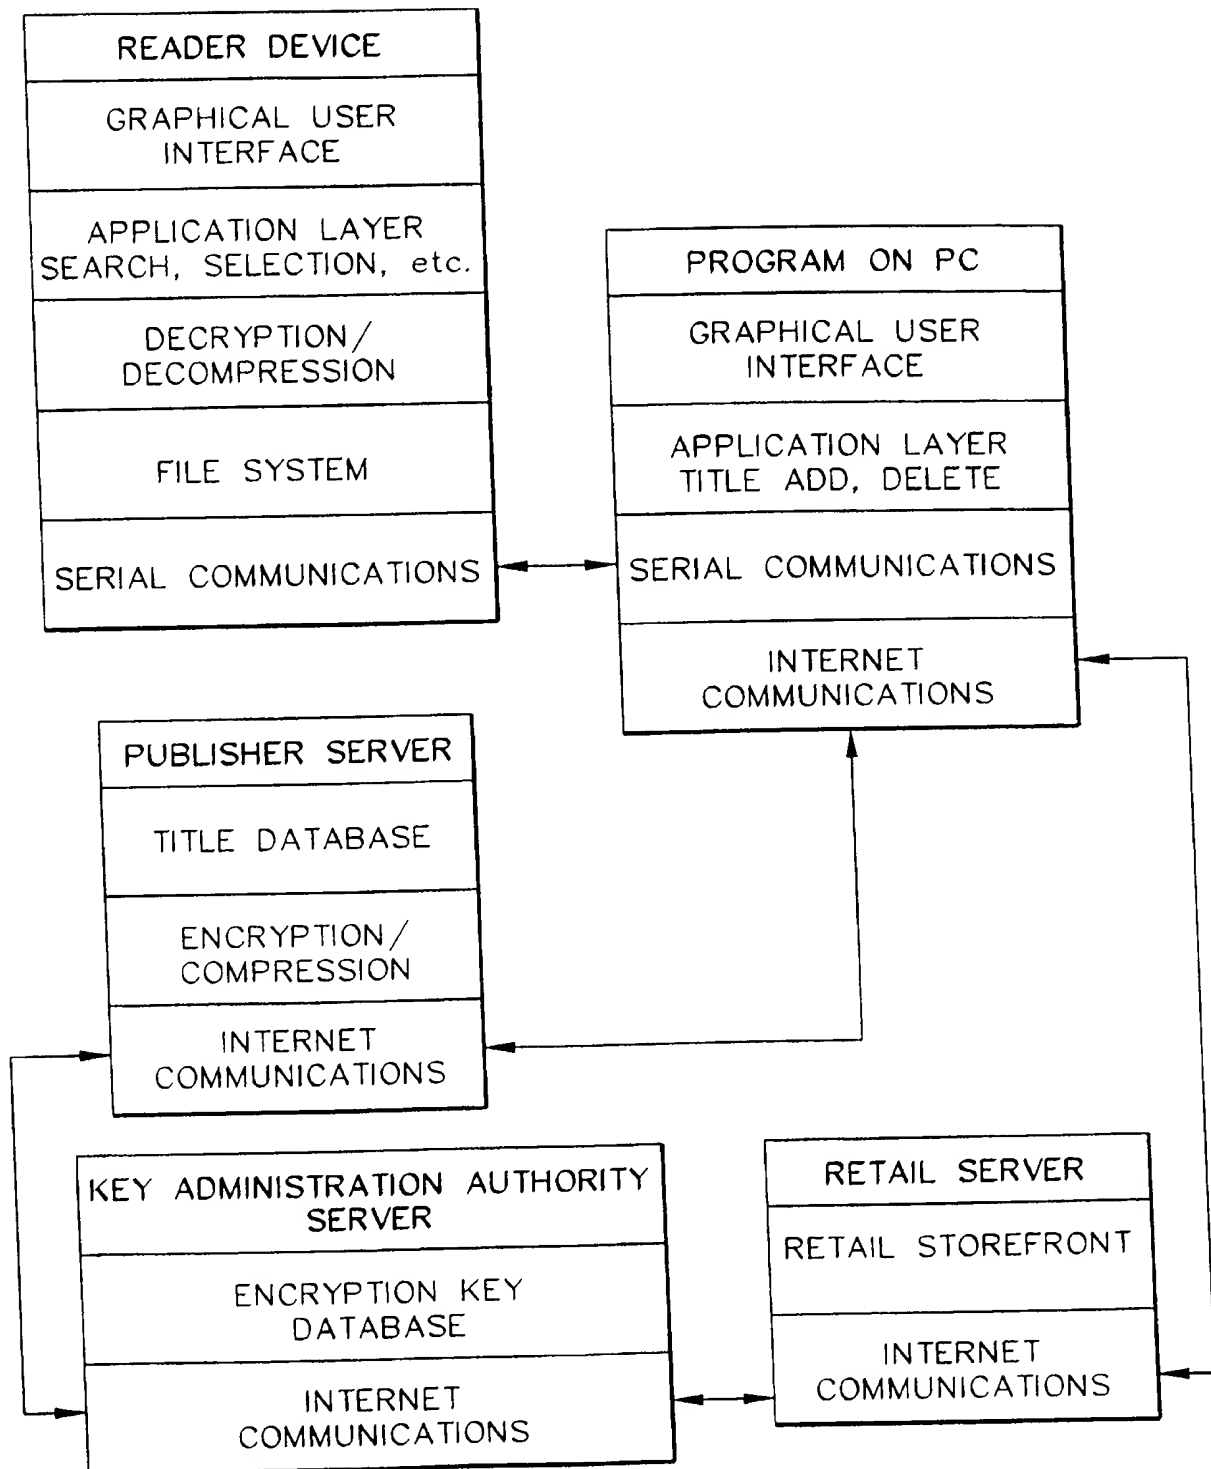 READER DEVICE
GRAPHICAL USER
INTERFACE
APPLICATION LAYER
SEARCH, SELECTION, etc.
DECRYPTION/
DECOMPRESSION
FILE SYSTEM
SERIAL COMMUNICATIONS
PROGRAM ON PC
GRAPHICAL USER
INTERFACE
APPLICATION LAYER
TITLE ADD, DELETE
SERIAL COMMUNICATIONS
INTERNET
COMMUNICATIONS
PUBLISHER SERVER
TITLE DATABASE
ENCRYPTION/
COMPRESSION
INTERNET
COMMUNICATIONS
KEY ADMINISTRATION AUTHORITY
SERVER
ENCRYPTION KEY
DATABASE
INTERNET
COMMUNICATIONS
RETAIL SERVER
RETAIL STOREFRONT
INTERNET
COMMUNICATIONS